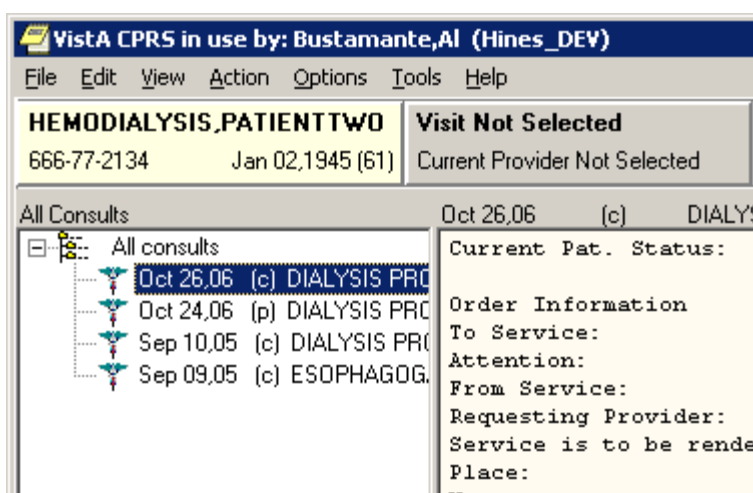 VistA CPRS in use by: Bustamante,Al (Hines_DEV)
File Edit View Action Options Tools Help
HEMODIALYSIS,PATIENTTWO
666-77-2134 Jan 02,1945 (61)
Visit Not Selected
Current Provider Not Selected
All Consults
All consults
Oct 26,06 (c) DIALYSIS PRO
Oct 24,06 (p) DIALYSIS PRO
Sep 10,05 (c) DIALYSIS PRO
Sep 09,05 (c) ESOPHAGOG.
Oct 26,06 (c) DIALYS
Current Pat. Status:
Order Information
To Service:
Attention:
From Service:
Requesting Provider:
Service is to be rende
Place: